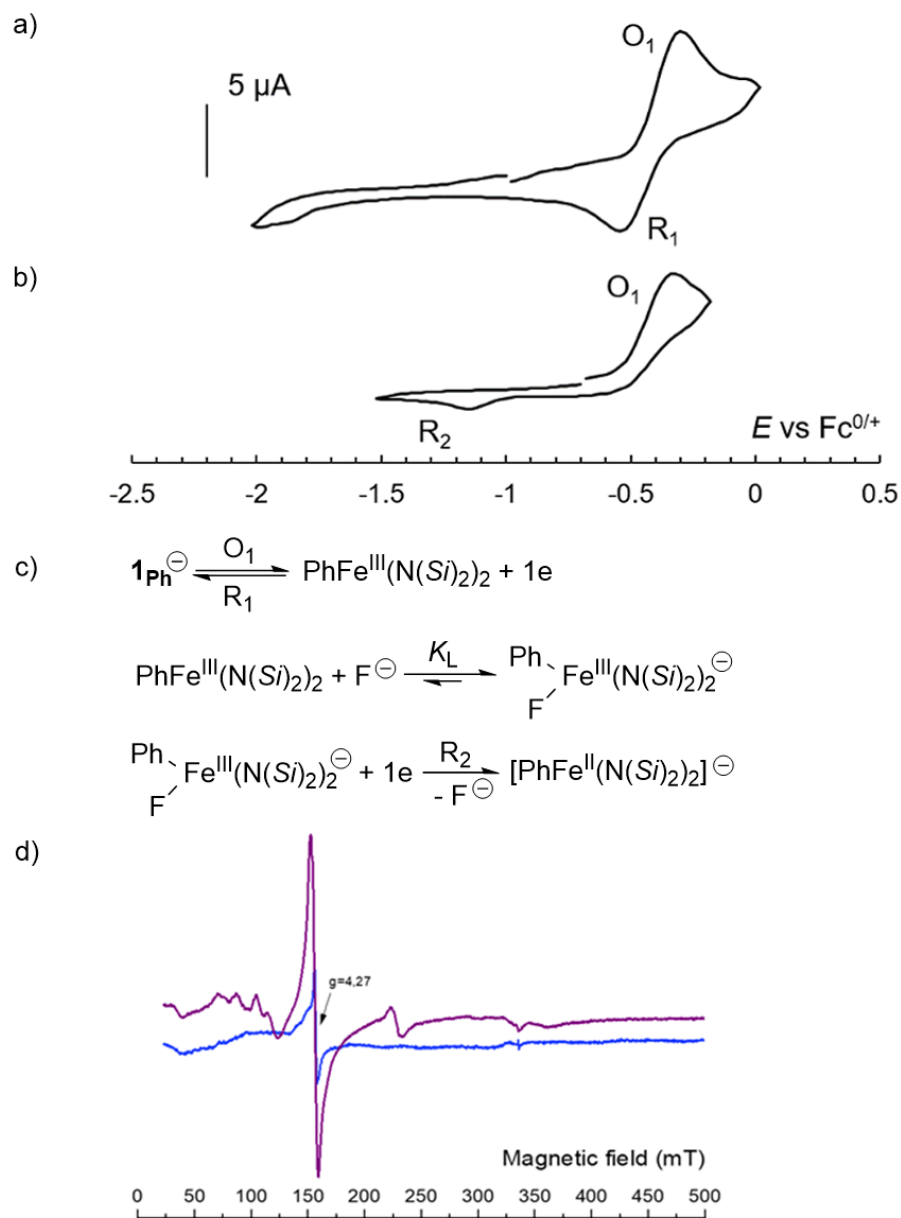 a)
O₁
5 µA
R₁
b)
O₁
R₂
E vs Fc⁰/⁺
-2.5 -2 -1.5 -1 -0.5 0 0.5
c)
1Ph⊖ O₁ R₁ PhFeᴵᴵᴵ(N(Si)₂)₂ + 1e
PhFeᴵᴵᴵ(N(Si)₂)₂ + F⊖ K_L Ph F Feᴵᴵᴵ(N(Si)₂)₂⊖
Ph F Feᴵᴵᴵ(N(Si)₂)₂⊖ + 1e R₂ - F⊖ [PhFeᴵᴵ(N(Si)₂)₂]⊖
d)
g=4,27
Magnetic field (mT)
0 50 100 150 200 250 300 350 400 450 500